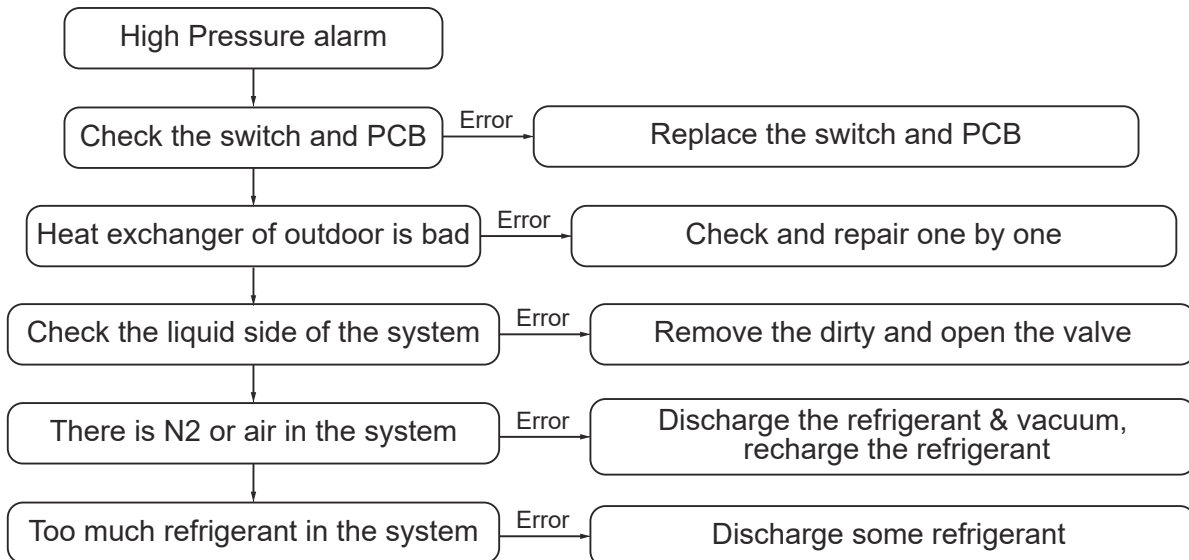 High Pressure alarm
Check the switch and PCB
Error
Replace the switch and PCB
Heat exchanger of outdoor is bad
Error
Check and repair one by one
Check the liquid side of the system
Error
Remove the dirty and open the valve
There is N2 or air in the system
Error
Discharge the refrigerant & vacuum,
recharge the refrigerant
Too much refrigerant in the system
Error
Discharge some refrigerant